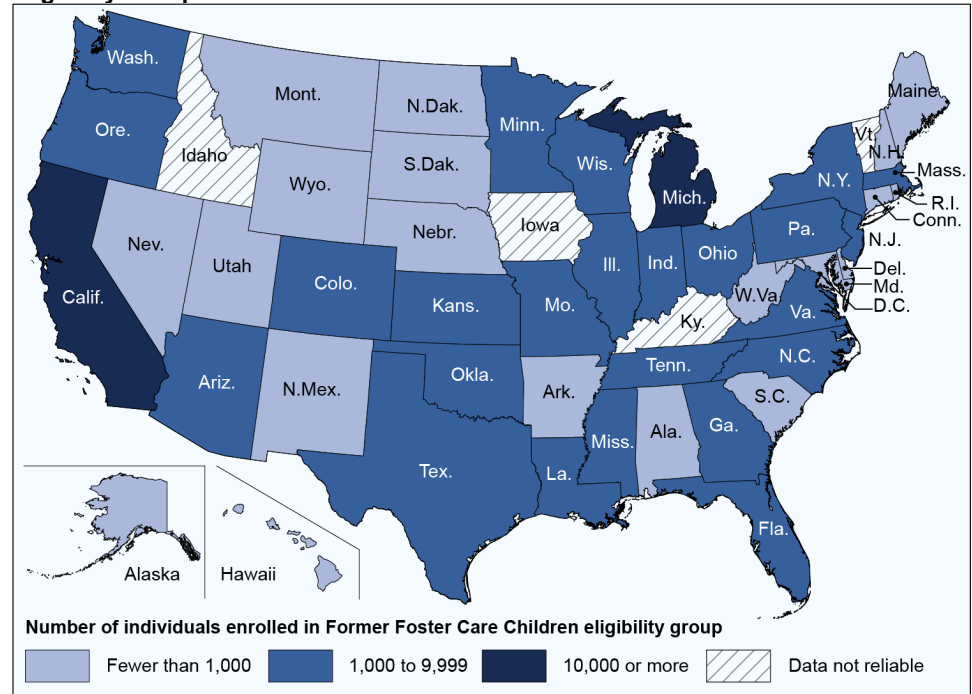 Wash.
Mont.
N.Dak.
Minn.
Maine
Ore.
Idaho
S.Dak.
Wis.
Vt.
N.H.
Wyo.
Mich.
N.Y.
Mass.
R.I.
Conn.
Nev.
Utah
Nebr.
Iowa
Pa.
N.J.
Calif.
Colo.
Kans.
Mo.
Ill.
Ind.
Ohio
W.Va.
Va.
Del.
Md.
D.C.
Ky.
Ariz.
N.Mex.
Okla.
Ark.
Tenn.
N.C.
S.C.
Tex.
La.
Miss.
Ala.
Ga.
Fla.
Alaska
Hawaii
Number of individuals enrolled in Former Foster Care Children eligibility group
Fewer than 1,000
1,000 to 9,999
10,000 or more
Data not reliable